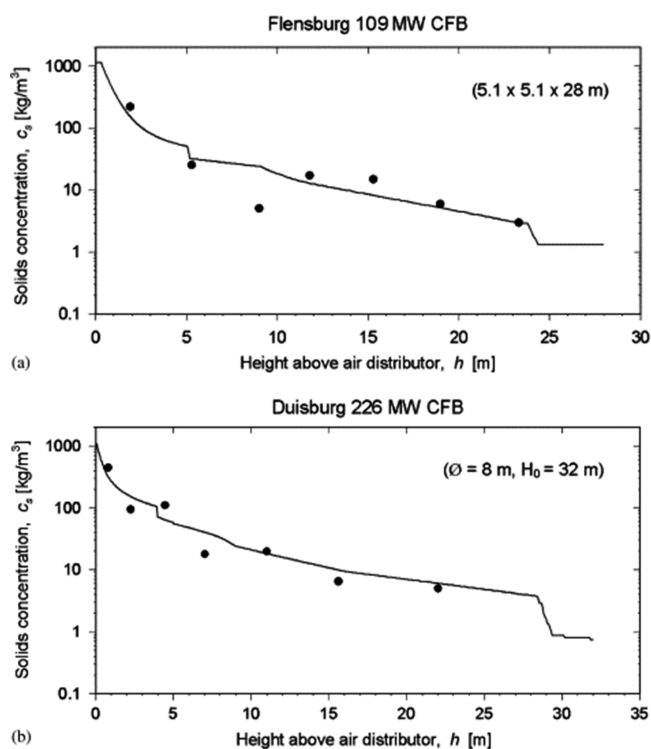 Flensburg 109 MW CFB
(5.1 x 5.1 x 28 m)
Solids concentration, cₛ [kg/m³]
1000
100
10
1
0.1
0 5 10 15 20 25 30
Height above air distributor, h [m]
(a)
Duisburg 226 MW CFB
(Ø = 8 m, H₀ = 32 m)
Solids concentration, cₛ [kg/m³]
1000
100
10
1
0.1
0 5 10 15 20 25 30 35
Height above air distributor, h [m]
(b)